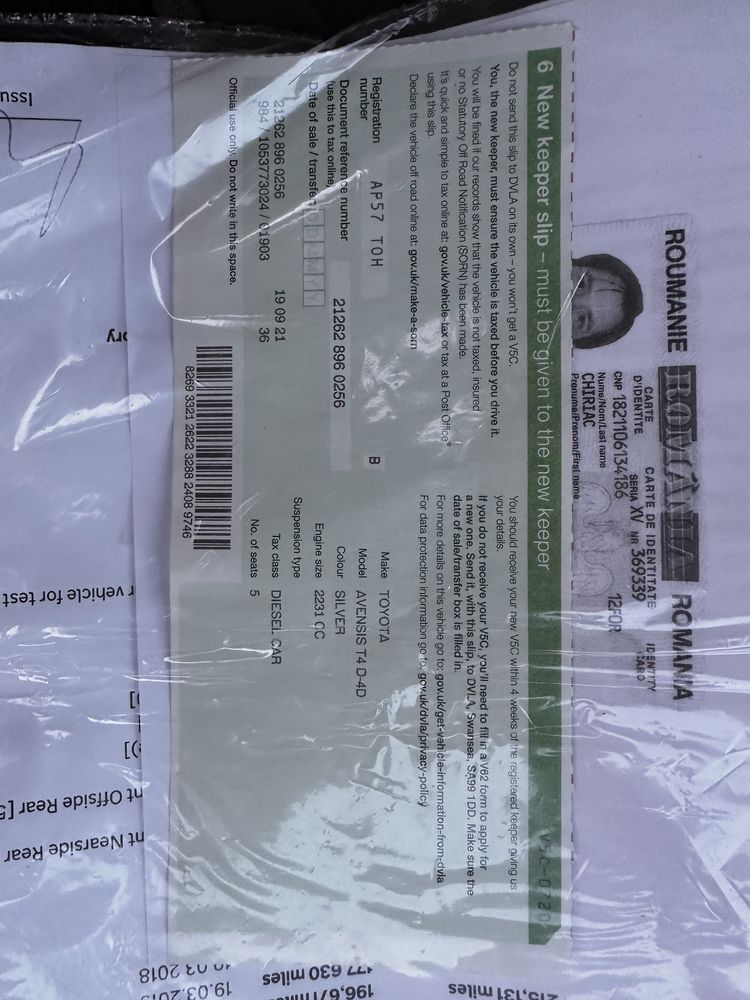 6 New keeper slip – must be given to the new keeper
V5C-0720
Do not send this slip to DVLA on its own – you won't get a V5C.
You, the new keeper, must ensure the vehicle is taxed before you drive it.
You will be fined if our records show that the vehicle is not taxed, insured
or no Statutory Off Road Notification (SORN) has been made.
It's quick and simple to tax online at: gov.uk/vehicle-tax or tax at a Post Office®
using this slip.
Declare the vehicle off road online at: gov.uk/make-a-sorn
Registration number AP57 TOH
B
Document reference number
(use this to tax online)
21262 896 0256
Date of sale / transfer D D M M Y Y
21262 896 0256 19 09 21
984 / 1053773024 / 01903 36
Official use only. Do not write in this space.
8269 3321 2622 3288 2408 9746
You should receive your new V5C within 4 weeks of the registered keeper giving us
your details.
If you do not receive your V5C, you'll need to fill in a V62 form to apply for
a new one. Send it, with this slip, to DVLA, Swansea, SA99 1DD. Make sure the
date of sale/transfer box is filled in.
For more details on this vehicle go to: gov.uk/get-vehicle-information-from-dvla
For data protection information go to: gov.uk/dvla/privacy-policy
Make TOYOTA
Model AVENSIS T4 D-4D
Colour SILVER
Engine size 2231 CC
Suspension type
Tax class DIESEL CAR
No. of seats 5
ROUMANIE ROMÂNIA ROMANIA
CARTE D'IDENTITE
CARTE DE IDENTITATE
IDENTITY CARD
SERIA XV NR 369339
CNP 1821106134186
Nume/Nom/Last name
CHIRIAC
Prenume/Prenom/First name
Issu
ory
r vehicle for test
nt Offside Rear [5
nt Nearside Rear
215,131 miles
196,671 miles
177,630 miles
19.03.2018